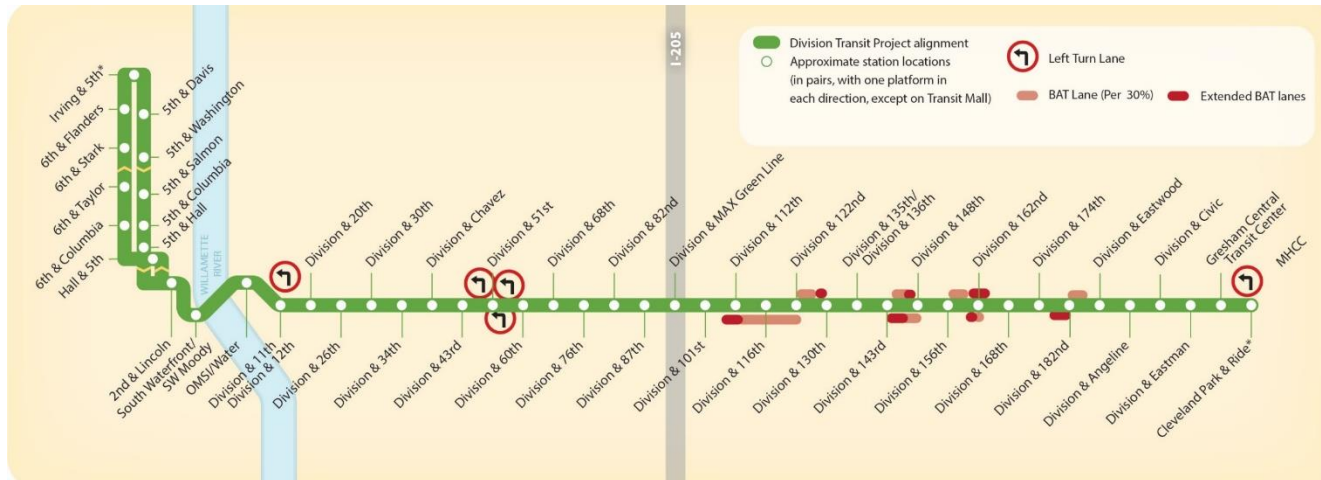 I-205
Division Transit Project alignment
Approximate station locations
(in pairs, with one platform in
each direction, except on Transit Mall)
Left Turn Lane
BAT Lane (Per 30%)
Extended BAT lanes
Irving & 5th*
6th & Flanders
6th & Stark
6th & Taylor
6th & Columbia
Hall & 5th
5th & Davis
5th & Washington
5th & Salmon
5th & Columbia
5th & Hall
WILLAMETTE
RIVER
Division & 20th
Division & 30th
Division & Chavez
Division & 51st
Division & 68th
Division & 82nd
Division & MAX Green Line
Division & 112th
Division & 122nd
Division & 135th/
Division & 136th
Division & 148th
Division & 162nd
Division & 174th
Division & Eastwood
Division & Civic
Gresham Central
Transit Center
MHCC
2nd & Lincoln
South Waterfront/
SW Moody
OMSI/Water
Division & 11th
Division & 12th
Division & 26th
Division & 34th
Division & 43rd
Division & 60th
Division & 76th
Division & 87th
Division & 101st
Division & 116th
Division & 130th
Division & 143rd
Division & 156th
Division & 168th
Division & 182nd
Division & Angeline
Division & Eastman
Cleveland Park & Ride*